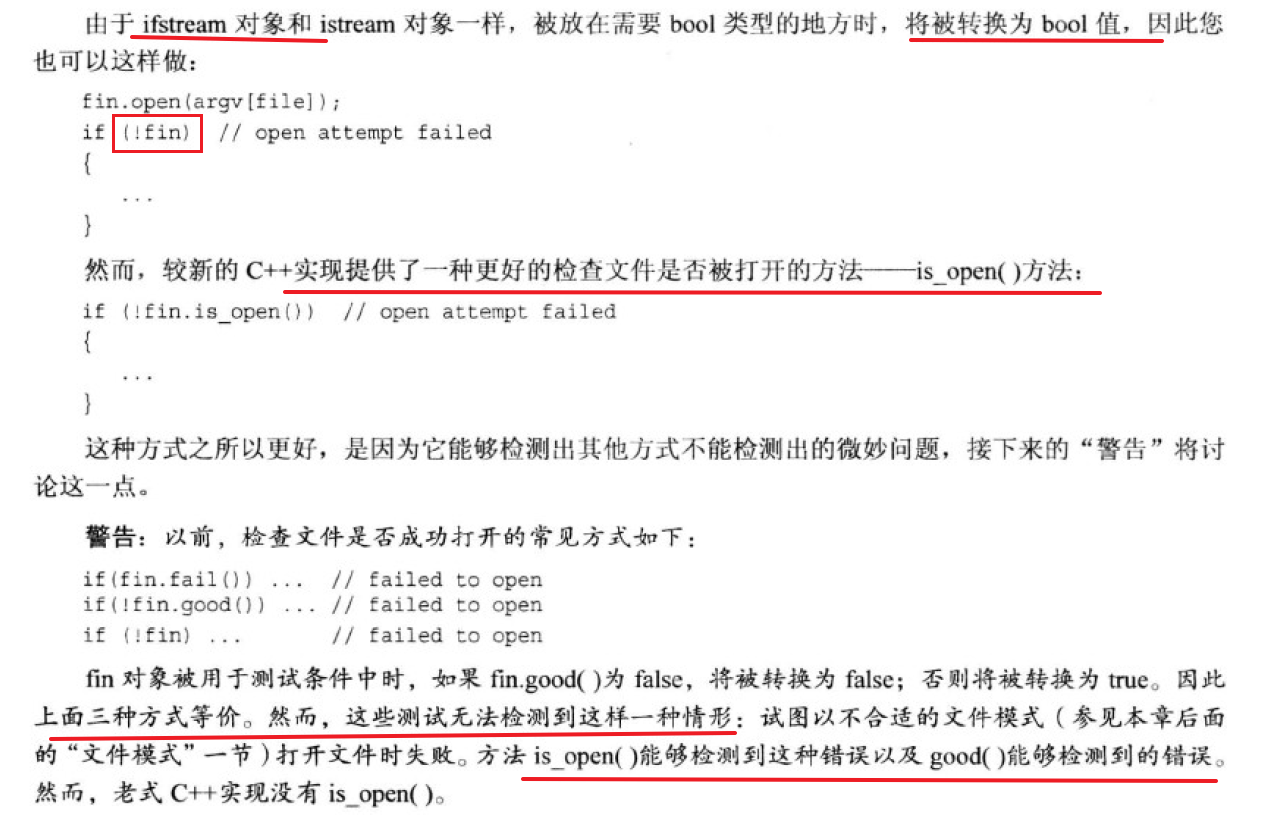 由于 ifstream 对象和 istream 对象一样，被放在需要 bool 类型的地方时，将被转换为 bool 值，因此您
也可以这样做：
fin.open(argv[file]);
if (!fin)  // open attempt failed
{
...
}
然而，较新的 C++实现提供了一种更好的检查文件是否被打开的方法——is_open( )方法：
if (!fin.is_open())  // open attempt failed
{
...
}
这种方式之所以更好，是因为它能够检测出其他方式不能检测出的微妙问题，接下来的“警告”将讨
论这一点。
警告：以前，检查文件是否成功打开的常见方式如下：
if(fin.fail()) ...  // failed to open
if(!fin.good()) ... // failed to open
if (!fin) ...       // failed to open
fin 对象被用于测试条件中时，如果 fin.good( )为 false，将被转换为 false；否则将被转换为 true。因此
上面三种方式等价。然而，这些测试无法检测到这样一种情形：试图以不合适的文件模式（参见本章后面
的“文件模式”一节）打开文件时失败。方法 is_open( )能够检测到这种错误以及 good( )能够检测到的错误。
然而，老式 C++实现没有 is_open( )。